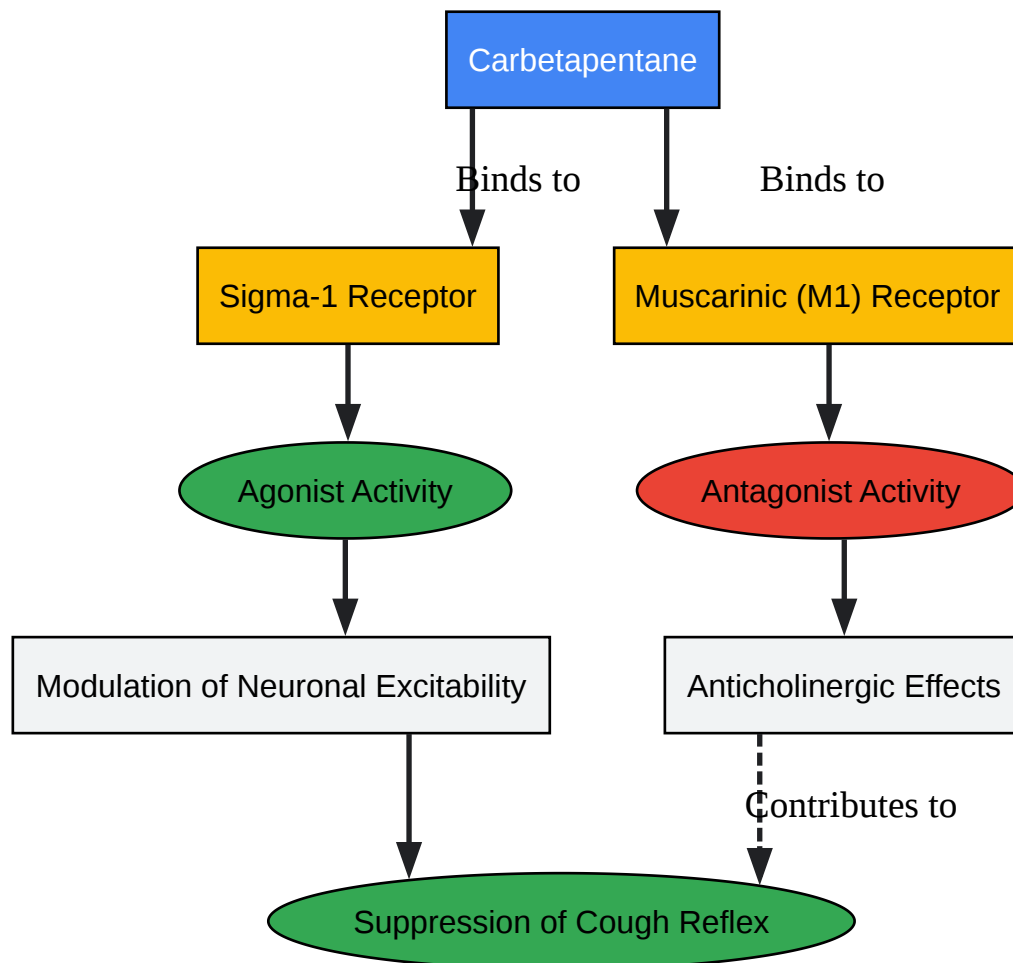 Carbetapentane
Binds to
Binds to
Sigma-1 Receptor
Muscarinic (M1) Receptor
Agonist Activity
Antagonist Activity
Modulation of Neuronal Excitability
Anticholinergic Effects
Contributes to
Suppression of Cough Reflex